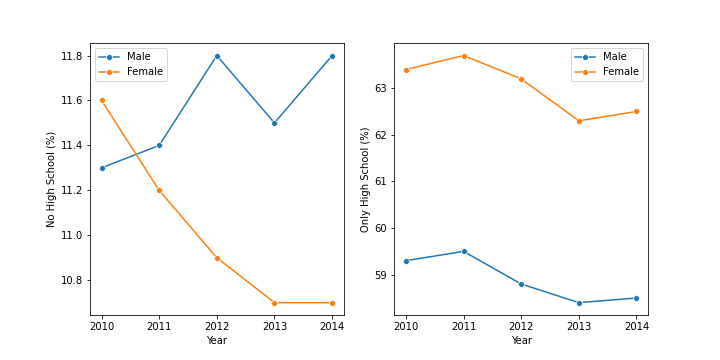 No High School (%)
11.8
11.6
11.4
11.2
11.0
10.8
Male
Female
2010 2011 2012 2013 2014
Year
Only High School (%)
63
62
61
60
59
Male
Female
2010 2011 2012 2013 2014
Year